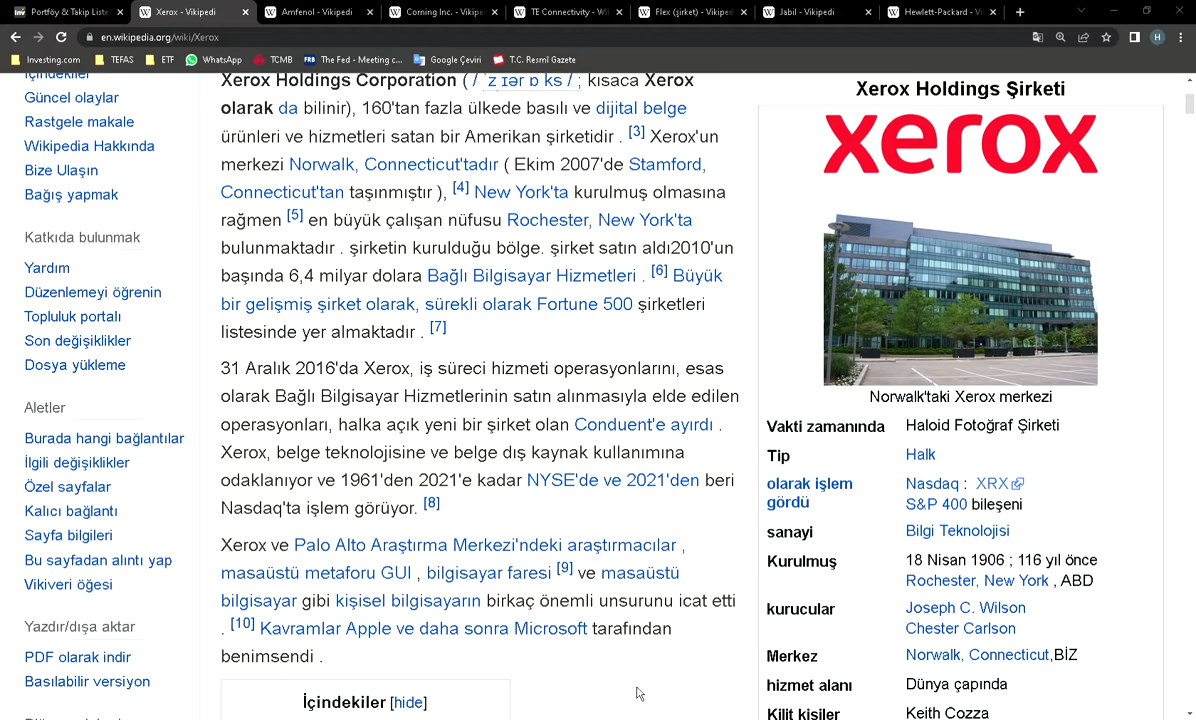 Portföy & Takip Liste
Xerox - Vikipedi
Amfenol - Vikipedi
Corning Inc. - Vikipe
TE Connectivity - Wi
Flex (şirket) - Vikiped
Jabil - Vikipedi
Hewlett-Packard - Vi
en.wikipedia.org/wiki/Xerox
H
Investing.com
TEFAS
ETF
WhatsApp
TCMB
The Fed - Meeting c...
Google Çeviri
T.C. Resmî Gazete
İçindekiler
Güncel olaylar
Rastgele makale
Wikipedia Hakkında
Bize Ulaşın
Bağış yapmak
Katkıda bulunmak
Yardım
Düzenlemeyi öğrenin
Topluluk portalı
Son değişiklikler
Dosya yükleme
Aletler
Burada hangi bağlantılar
İlgili değişiklikler
Özel sayfalar
Kalıcı bağlantı
Sayfa bilgileri
Bu sayfadan alıntı yap
Vikiveri öğesi
Yazdır/dışa aktar
PDF olarak indir
Basılabilir versiyon
Xerox Holdings Corporation ( / ˈz ɪər ɒ ks / ; kısaca Xerox
olarak da bilinir), 160'tan fazla ülkede basılı ve dijital belge
ürünleri ve hizmetleri satan bir Amerikan şirketidir . [3] Xerox'un
merkezi Norwalk, Connecticut'tadır ( Ekim 2007'de Stamford,
Connecticut'tan taşınmıştır ), [4] New York'ta kurulmuş olmasına
rağmen [5] en büyük çalışan nüfusu Rochester, New York'ta
bulunmaktadır . şirketin kurulduğu bölge. şirket satın aldı2010'un
başında 6,4 milyar dolara Bağlı Bilgisayar Hizmetleri . [6] Büyük
bir gelişmiş şirket olarak, sürekli olarak Fortune 500 şirketleri
listesinde yer almaktadır . [7]
31 Aralık 2016'da Xerox, iş süreci hizmeti operasyonlarını, esas
olarak Bağlı Bilgisayar Hizmetlerinin satın alınmasıyla elde edilen
operasyonları, halka açık yeni bir şirket olan Conduent'e ayırdı .
Xerox, belge teknolojisine ve belge dış kaynak kullanımına
odaklanıyor ve 1961'den 2021'e kadar NYSE'de ve 2021'den beri
Nasdaq'ta işlem görüyor. [8]
Xerox ve Palo Alto Araştırma Merkezi'ndeki araştırmacılar ,
masaüstü metaforu GUI , bilgisayar faresi [9] ve masaüstü
bilgisayar gibi kişisel bilgisayarın birkaç önemli unsurunu icat etti
. [10] Kavramlar Apple ve daha sonra Microsoft tarafından
benimsendi .
İçindekiler [hide]
Xerox Holdings Şirketi
xerox
Norwalk'taki Xerox merkezi
Vakti zamanında Haloid Fotoğraf Şirketi
Tip Halk
olarak işlem gördü Nasdaq : XRX
S&P 400 bileşeni
sanayi Bilgi Teknolojisi
Kurulmuş 18 Nisan 1906 ; 116 yıl önce
Rochester, New York , ABD
kurucular Joseph C. Wilson
Chester Carlson
Merkez Norwalk, Connecticut,BİZ
hizmet alanı Dünya çapında
Kilit kişiler Keith Cozza